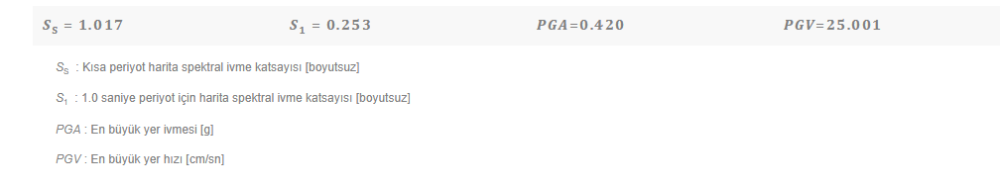 S_S = 1.017 S_1 = 0.253 PGA=0.420 PGV=25.001
S_S : Kısa periyot harita spektral ivme katsayısı [boyutsuz]
S_1 : 1.0 saniye periyot için harita spektral ivme katsayısı [boyutsuz]
PGA : En büyük yer ivmesi [g]
PGV : En büyük yer hızı [cm/sn]